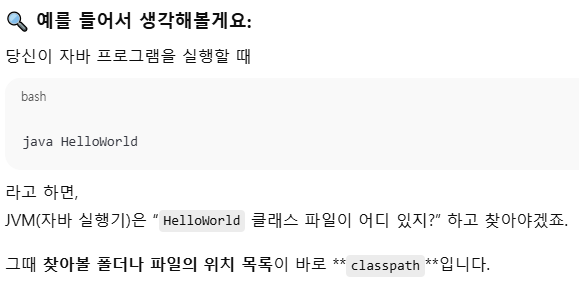 🔍 예를 들어서 생각해볼게요:
당신이 자바 프로그램을 실행할 때
bash
java HelloWorld
라고 하면,
JVM(자바 실행기)은 “HelloWorld 클래스 파일이 어디 있지?” 하고 찾아야겠죠.
그때 찾아볼 폴더나 파일의 위치 목록이 바로 **classpath**입니다.